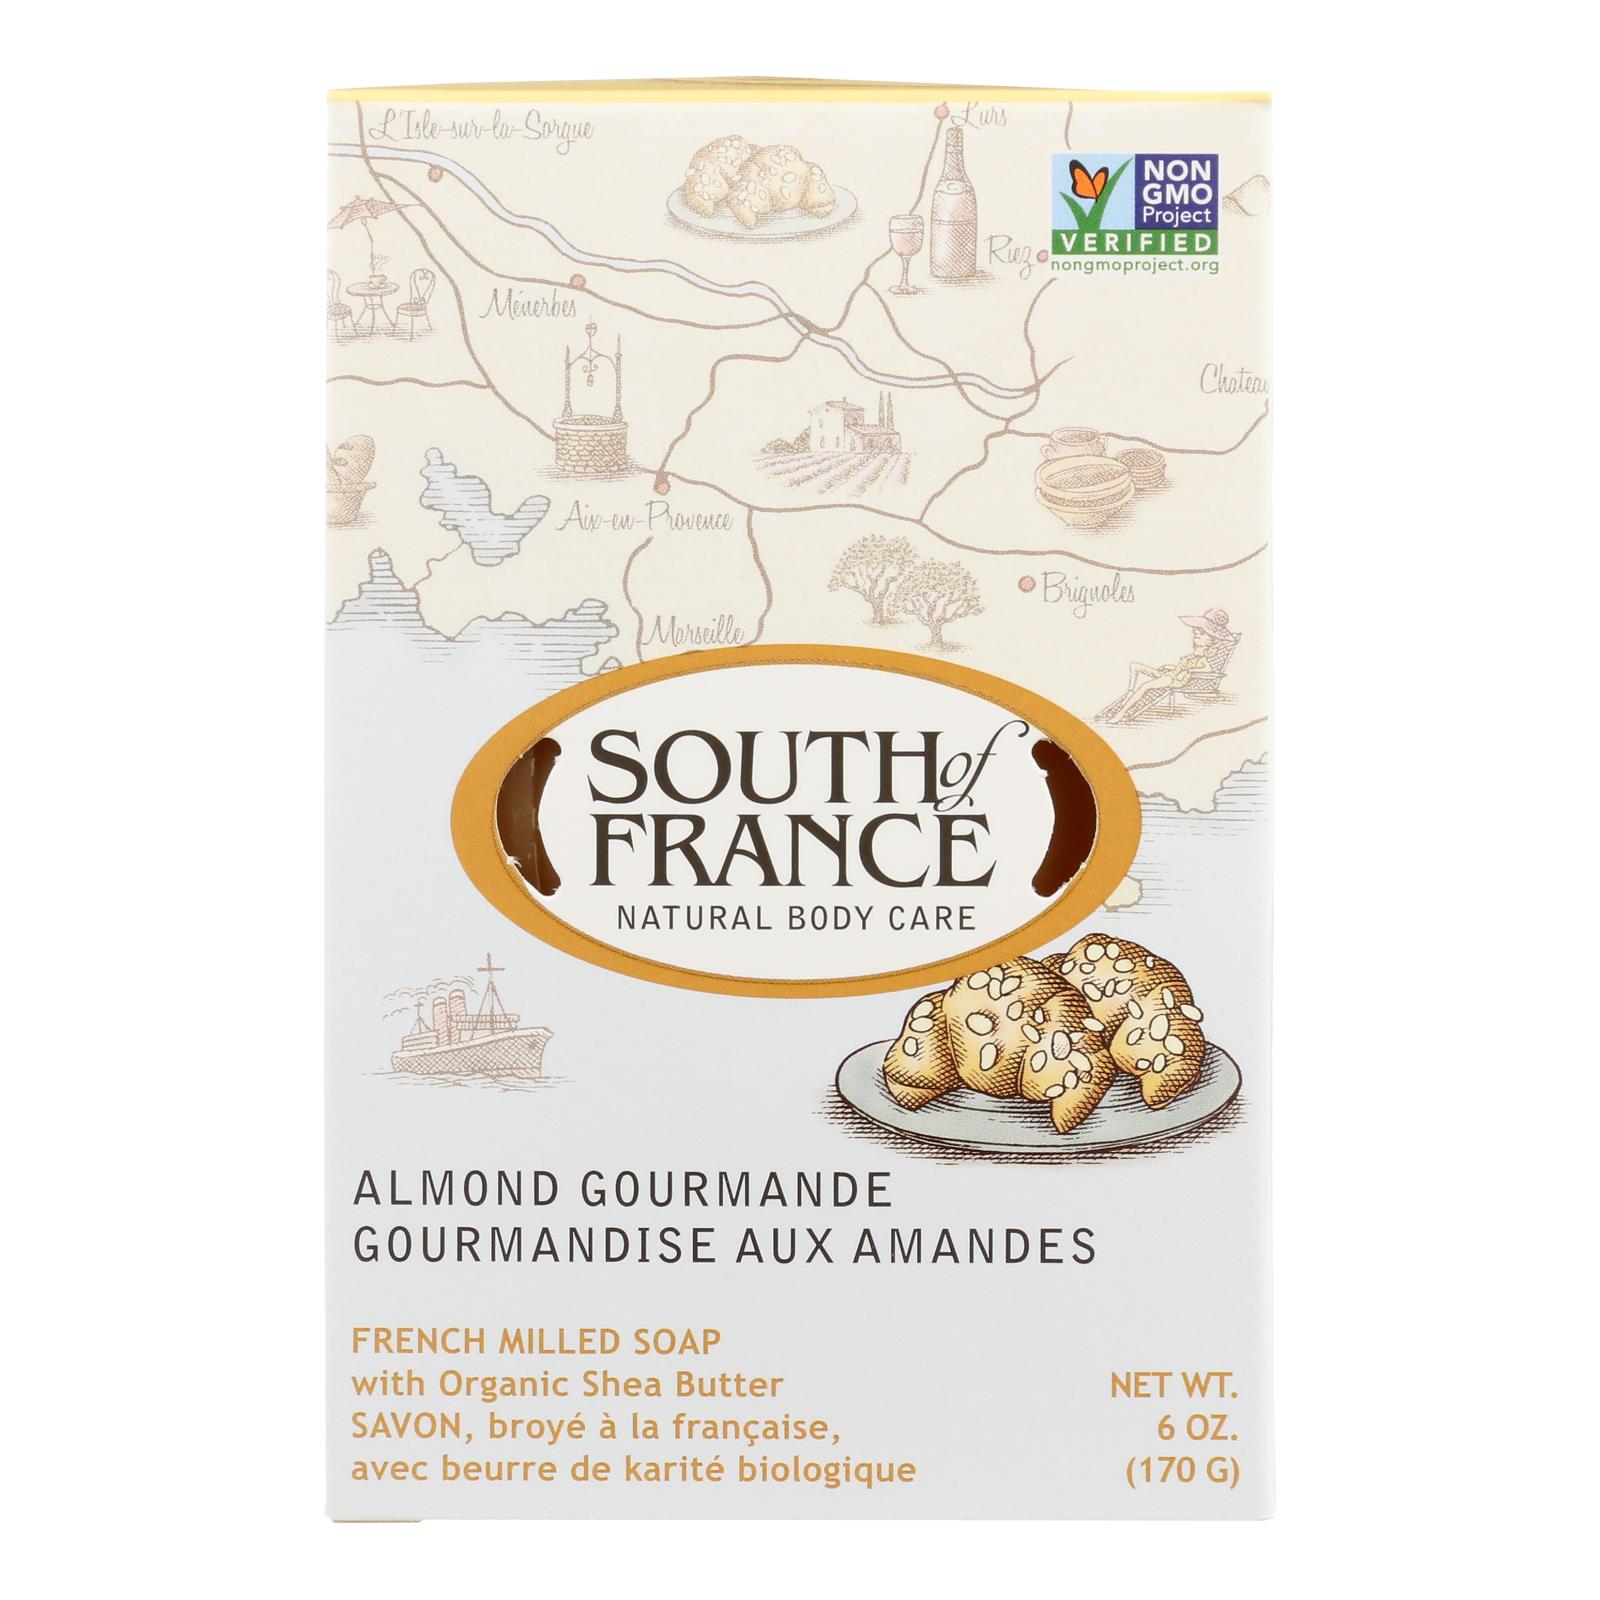 L'Isle-sur-la-Sorgue
Lurs
NON
GMO
Project
VERIFIED
nongmoproject.org
Riez
Ménerbes
Chateau
Aix-en-Provence
Brignoles
Marseille
SOUTH of
FRANCE
NATURAL BODY CARE
ALMOND GOURMANDE
GOURMANDISE AUX AMANDES
FRENCH MILLED SOAP
with Organic Shea Butter
SAVON, broyé à la française,
avec beurre de karité biologique
NET WT.
6 OZ.
(170 G)